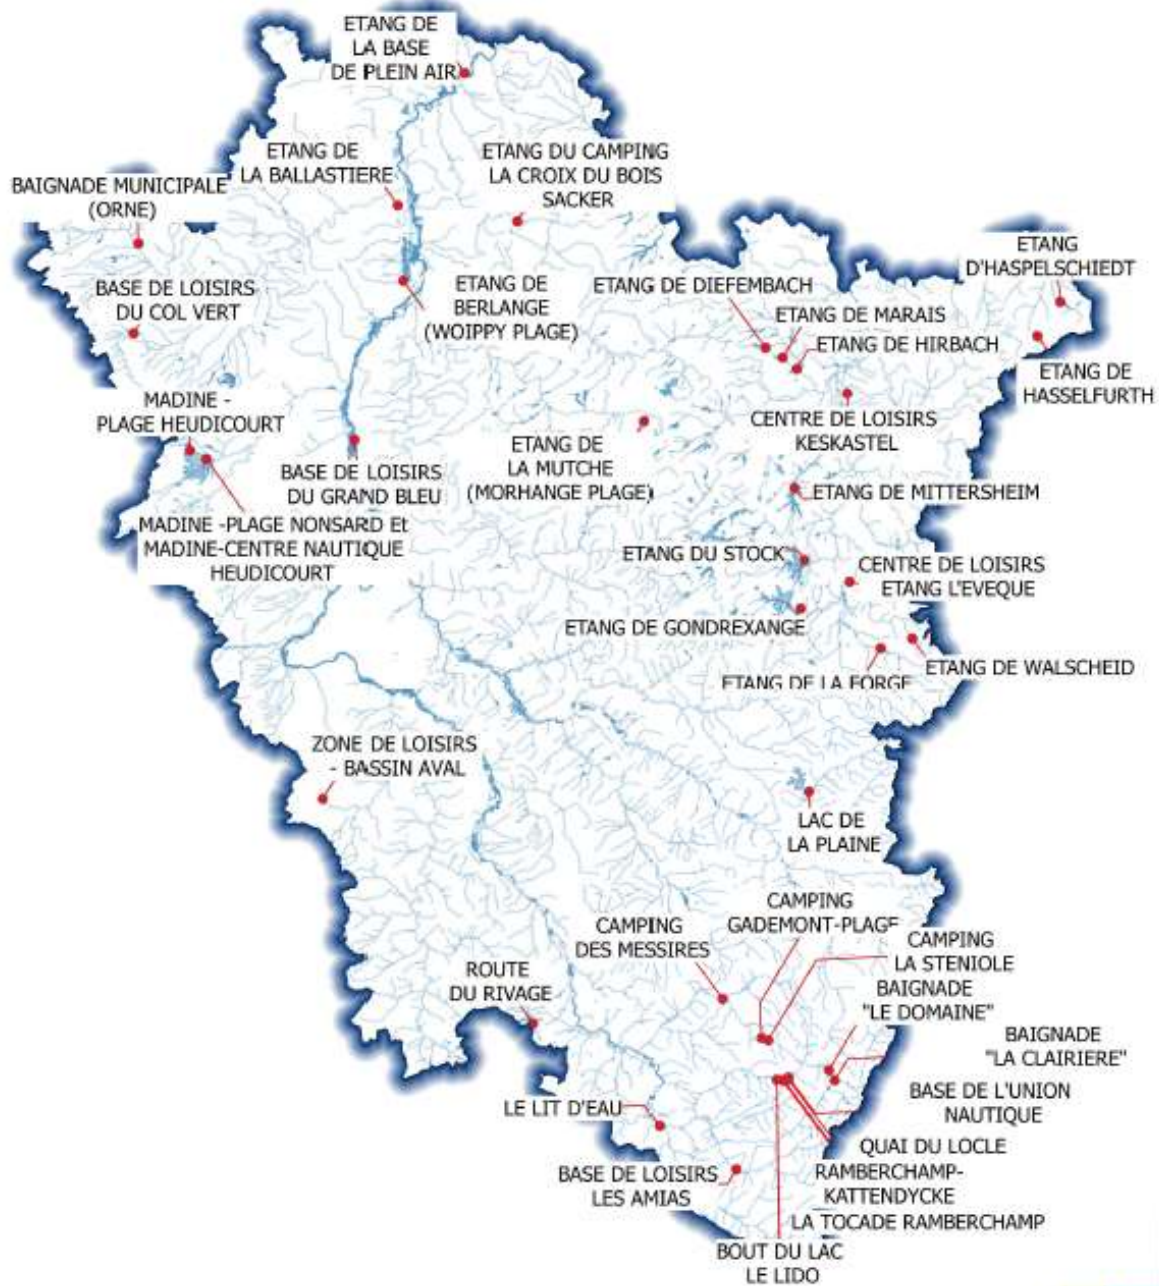 ETANG DE
LA BASE
DE PLEIN AIR
ETANG DE
LA BALLASTIERE
ETANG DU CAMPING
LA CROIX DU BOIS
SACKER
BAIGNADE MUNICIPALE
(ORNE)
BASE DE LOISIRS
DU COL VERT
ETANG DE
BERLANGE
(WOIPPY PLAGE)
ETANG DE DIEFEMBACH
ETANG DE MARAIS
ETANG DE HIRBACH
ETANG
D'HASPELSCHIEDT
ETANG DE
HASSELFURTH
MADINE -
PLAGE HEUDICOURT
BASE DE LOISIRS
DU GRAND BLEU
ETANG DE
LA MUTCHE
(MORHANGE PLAGE)
CENTRE DE LOISIRS
KESKASTEL
ETANG DE MITTERSHEIM
MADINE -PLAGE NONSARD Et
MADINE-CENTRE NAUTIQUE
HEUDICOURT
ETANG DU STOCK
CENTRE DE LOISIRS
ETANG L'EVEQUE
ETANG DE GONDREXANGE
ETANG DE LA FORGE
ETANG DE WALSCHEID
ZONE DE LOISIRS
- BASSIN AVAL
LAC DE
LA PLAINE
CAMPING
GADEMONT-PLAGE
CAMPING
DES MESSIRES
CAMPING
LA STENIOLE
ROUTE
DU RIVAGE
BAIGNADE
"LE DOMAINE"
BAIGNADE
"LA CLAIRIERE"
BASE DE L'UNION
NAUTIQUE
LE LIT D'EAU
QUAI DU LOCLE
RAMBERCHAMP-
KATTENDYCKE
BASE DE LOISIRS
LES AMIAS
LA TOCADE RAMBERCHAMP
BOUT DU LAC
LE LIDO